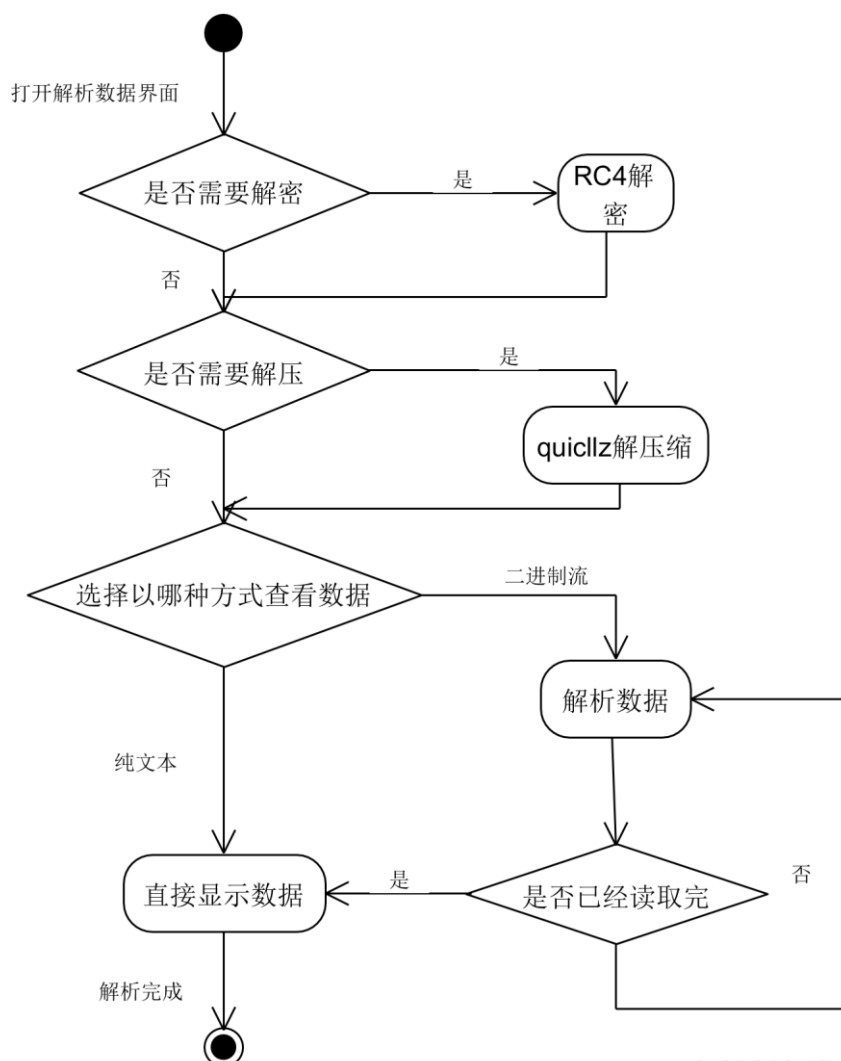 打开解析数据界面
是否需要解密
是
RC4解
密
否
是否需要解压
是
quicllz解压缩
否
选择以哪种方式查看数据
二进制流
解析数据
纯文本
直接显示数据
是
是否已经读取完
否
解析完成